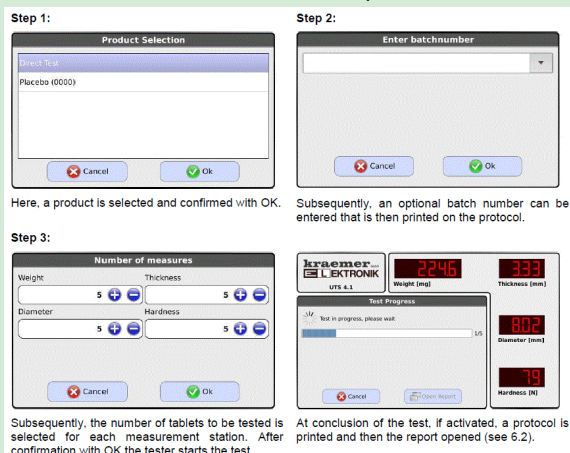 Step 1:
Product Selection
Direct Test
Placebo (0000)
Cancel
Ok
Here, a product is selected and confirmed with OK.
Step 2:
Enter batchnumber
Cancel
Ok
Subsequently, an optional batch number can be
entered that is then printed on the protocol.
Step 3:
Number of measures
Weight
Thickness
5
5
Diameter
Hardness
5
5
Cancel
Ok
Subsequently, the number of tablets to be tested is
selected for each measurement station. After
confirmation with OK the tester starts the test.
kraemer
ELEKTRONIK
UTS 4.1
224.6
Weight [mg]
3.33
Thickness [mm]
Test Progress
Test in progress, please wait
1/5
Cancel
Open Report
8.02
Diameter [mm]
79
Hardness [N]
At conclusion of the test, if activated, a protocol is
printed and then the report opened (see 6.2).